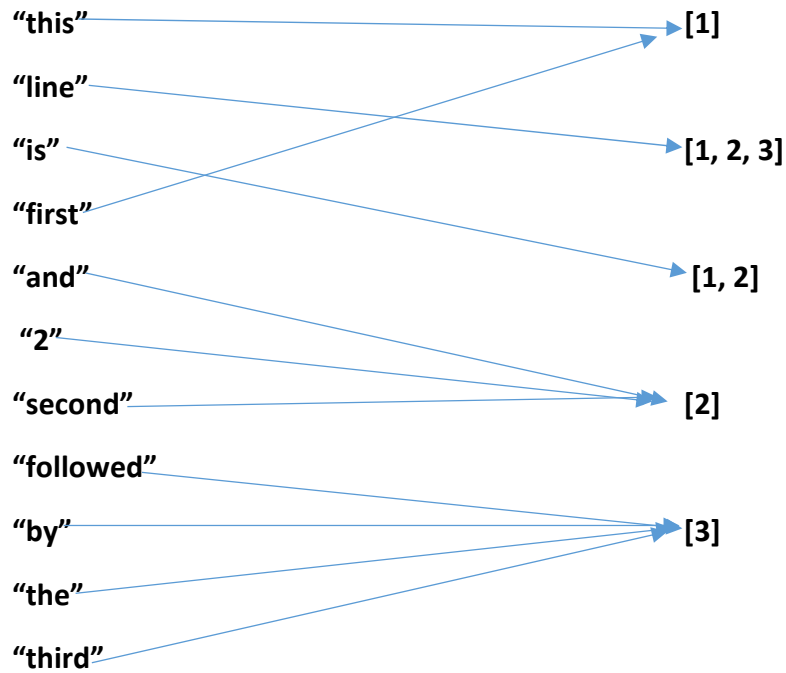 “this” [1]
“line”
“is” [1, 2, 3]
“first”
“and” [1, 2]
“2”
“second” [2]
“followed”
“by” [3]
“the”
“third”